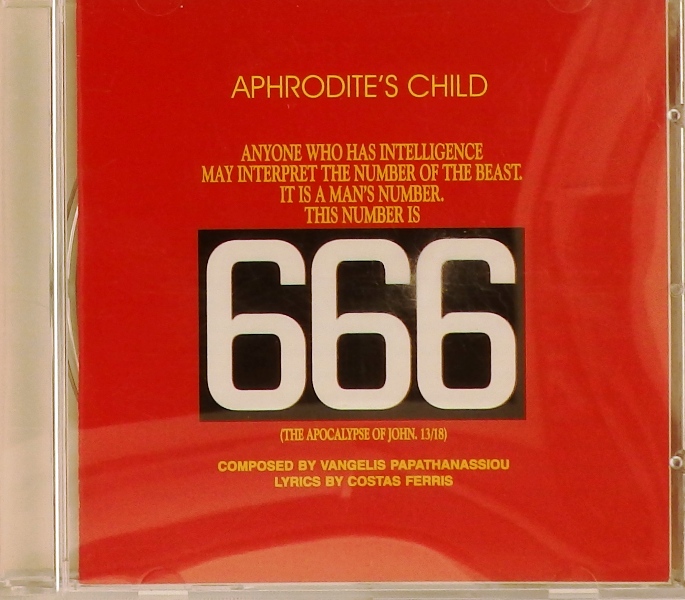 APHRODITE'S CHILD
ANYONE WHO HAS INTELLIGENCE
MAY INTERPRET THE NUMBER OF THE BEAST.
IT IS A MAN'S NUMBER.
THIS NUMBER IS
666
(THE APOCALYPSE OF JOHN. 13/18)
COMPOSED BY VANGELIS PAPATHANASSIOU
LYRICS BY COSTAS FERRIS